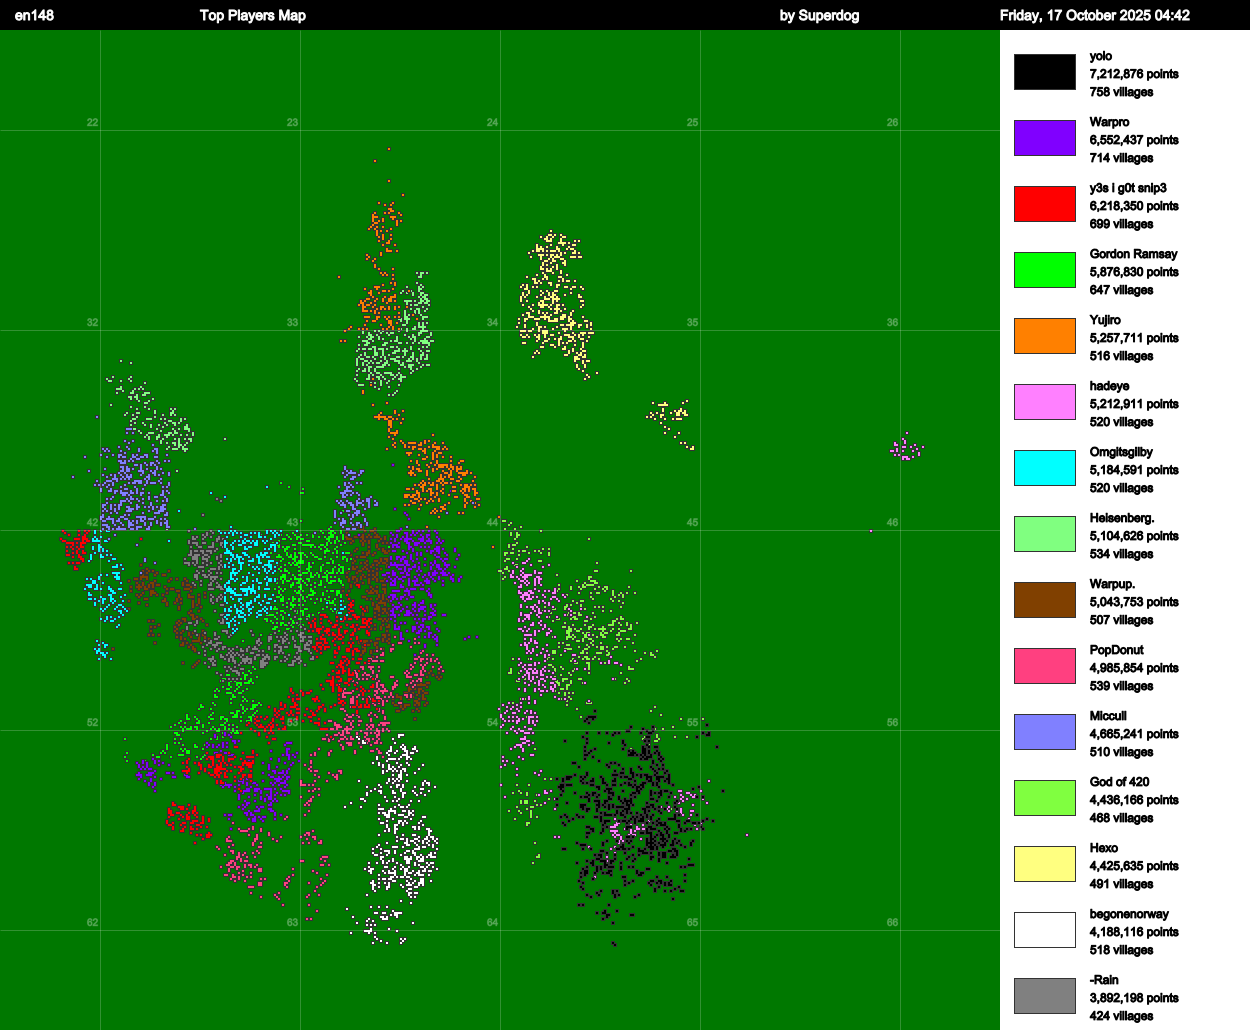 en148 Top Players Map by Superdog Friday, 17 October 2025 04:42
22 23 24 25 26
32 33 34 35 36
42 43 44 45 46
52 53 54 55 56
62 63 64 65 66
yolo
7,212,876 points
758 villages
Warpro
6,552,437 points
714 villages
y3s i g0t snip3
6,218,350 points
699 villages
Gordon Ramsay
5,876,830 points
647 villages
Yujiro
5,257,711 points
516 villages
hadeye
5,212,911 points
520 villages
Omgitsgilby
5,184,591 points
520 villages
Heisenberg.
5,104,626 points
534 villages
Warpup.
5,043,753 points
507 villages
PopDonut
4,985,854 points
539 villages
Miccull
4,665,241 points
510 villages
God of 420
4,436,166 points
468 villages
Hexo
4,425,635 points
491 villages
begonenorway
4,188,116 points
518 villages
-Rain
3,892,198 points
424 villages